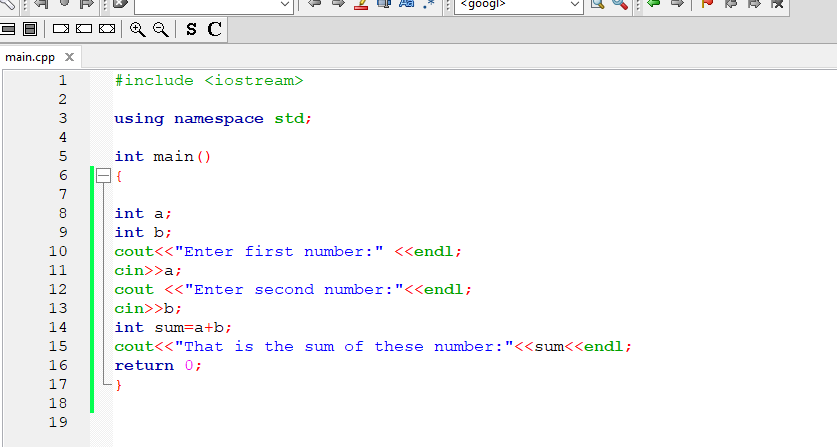 <googl>
S C
main.cpp X
1 #include <iostream>
2
3 using namespace std;
4
5 int main()
6 {
7
8 int a;
9 int b;
10 cout<<"Enter first number:" <<endl;
11 cin>>a;
12 cout <<"Enter second number:"<<endl;
13 cin>>b;
14 int sum=a+b;
15 cout<<"That is the sum of these number:"<<sum<<endl;
16 return 0;
17 }
18
19